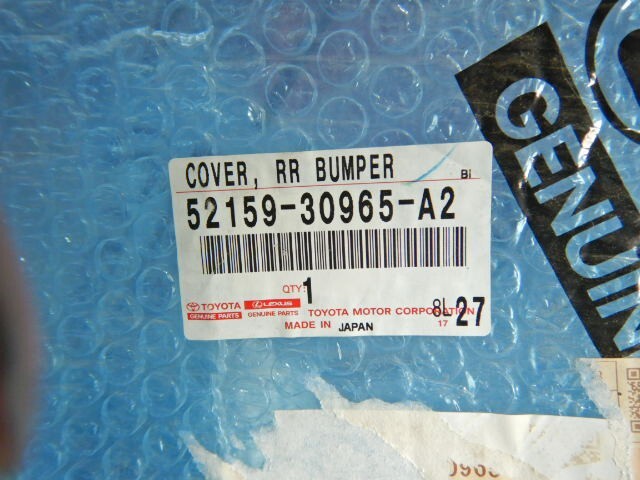 GENUIN
COVER, RR BUMPER
Bi
52159-30965-A2
QTY:1
TOYOTA
GENUINE PARTS
LEXUS
GENUINE PARTS
TOYOTA MOTOR CORPORATION
8L 27
17
MADE IN JAPAN